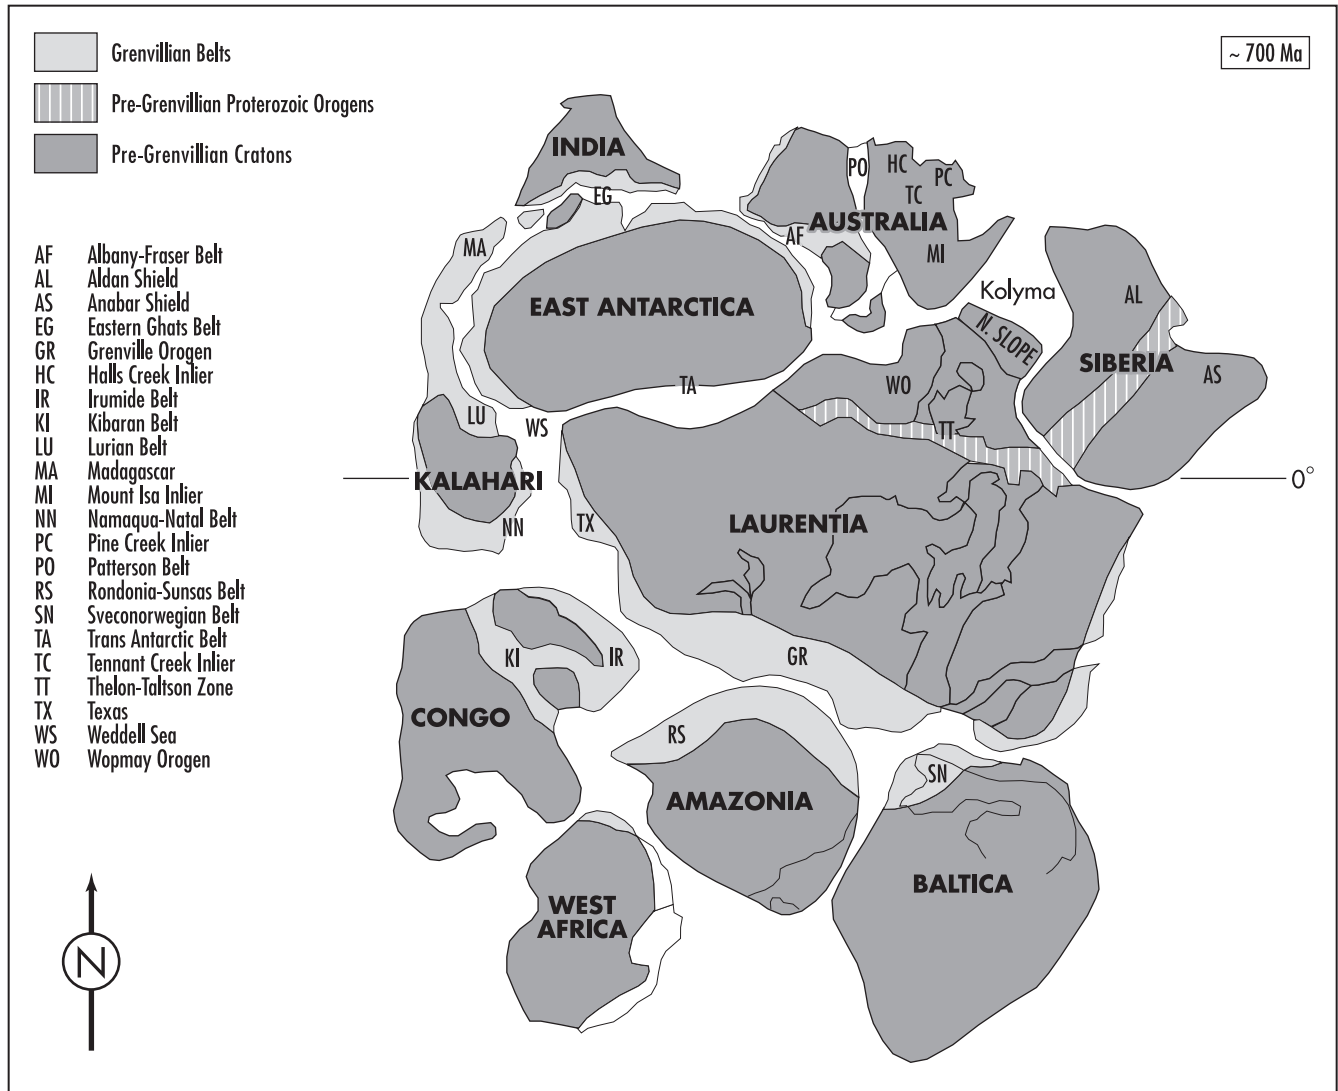 Grenvillian Belts
Pre-Grenvillian Proterozoic Orogens
Pre-Grenvillian Cratons
~ 700 Ma
AF Albany-Fraser Belt
AL Aldan Shield
AS Anabar Shield
EG Eastern Ghats Belt
GR Grenville Orogen
HC Halls Creek Inlier
IR Irumide Belt
KI Kibaran Belt
LU Lurian Belt
MA Madagascar
MI Mount Isa Inlier
NN Namaqua-Natal Belt
PC Pine Creek Inlier
PO Patterson Belt
RS Rondonia-Sunsas Belt
SN Sveconorwegian Belt
TA Trans Antarctic Belt
TC Tennant Creek Inlier
TT Thelon-Taltson Zone
TX Texas
WS Weddell Sea
WO Wopmay Orogen
N
INDIA
EG
MA
PO
HC
PC
TC
AUSTRALIA
AF
MI
EAST ANTARCTICA
Kolyma
AL
N. SLOPE
SIBERIA
AS
TA
WO
LU
WS
TT
KALAHARI
0°
NN
TX
LAURENTIA
KI
IR
GR
CONGO
RS
SN
AMAZONIA
BALTICA
WEST
AFRICA